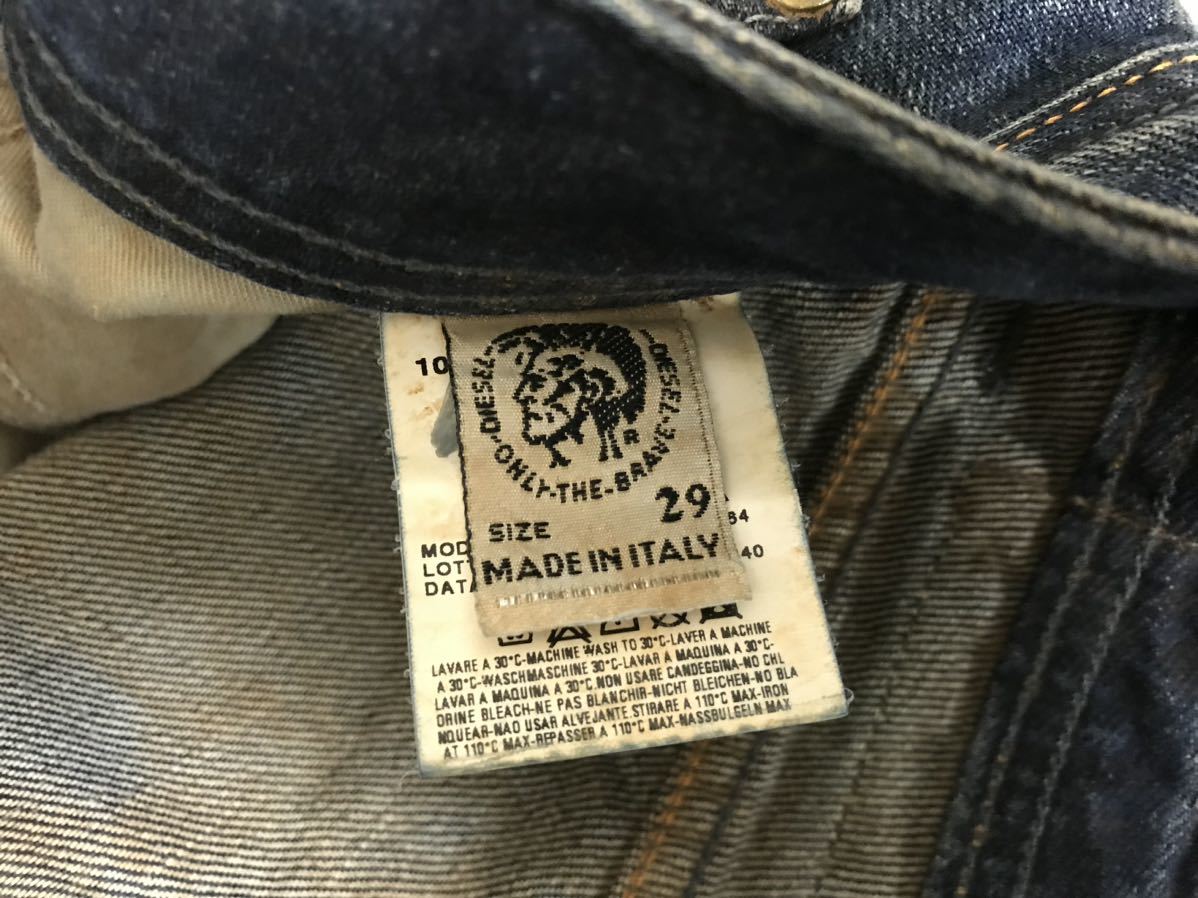 10
DIESEL-ONLY-THE-BRAVE-DIESEL
R
SIZE 29
MADE IN ITALY
MOD 84
LOT 40
DATA
LAVARE A 30°C-MACHINE WASH TO 30°C-LAVER A MACHINE
A 30°C-WASCHMASCHINE 30°C-LAVAR A MAQUINA A 30°C-
LAVAR A MAQUINA A 30°C.NON USARE CANDEGGINA-NO CHL
ORINE BLEACH-NE PAS BLANCHIR-NICHT BLEICHEN-NO BLA
NQUEAR-NAO USAR ALVEJANTE.STIRARE A 110°C MAX-IRON
AT 110°C MAX-REPASSER A 110°C MAX-NASSBULGELN MAX